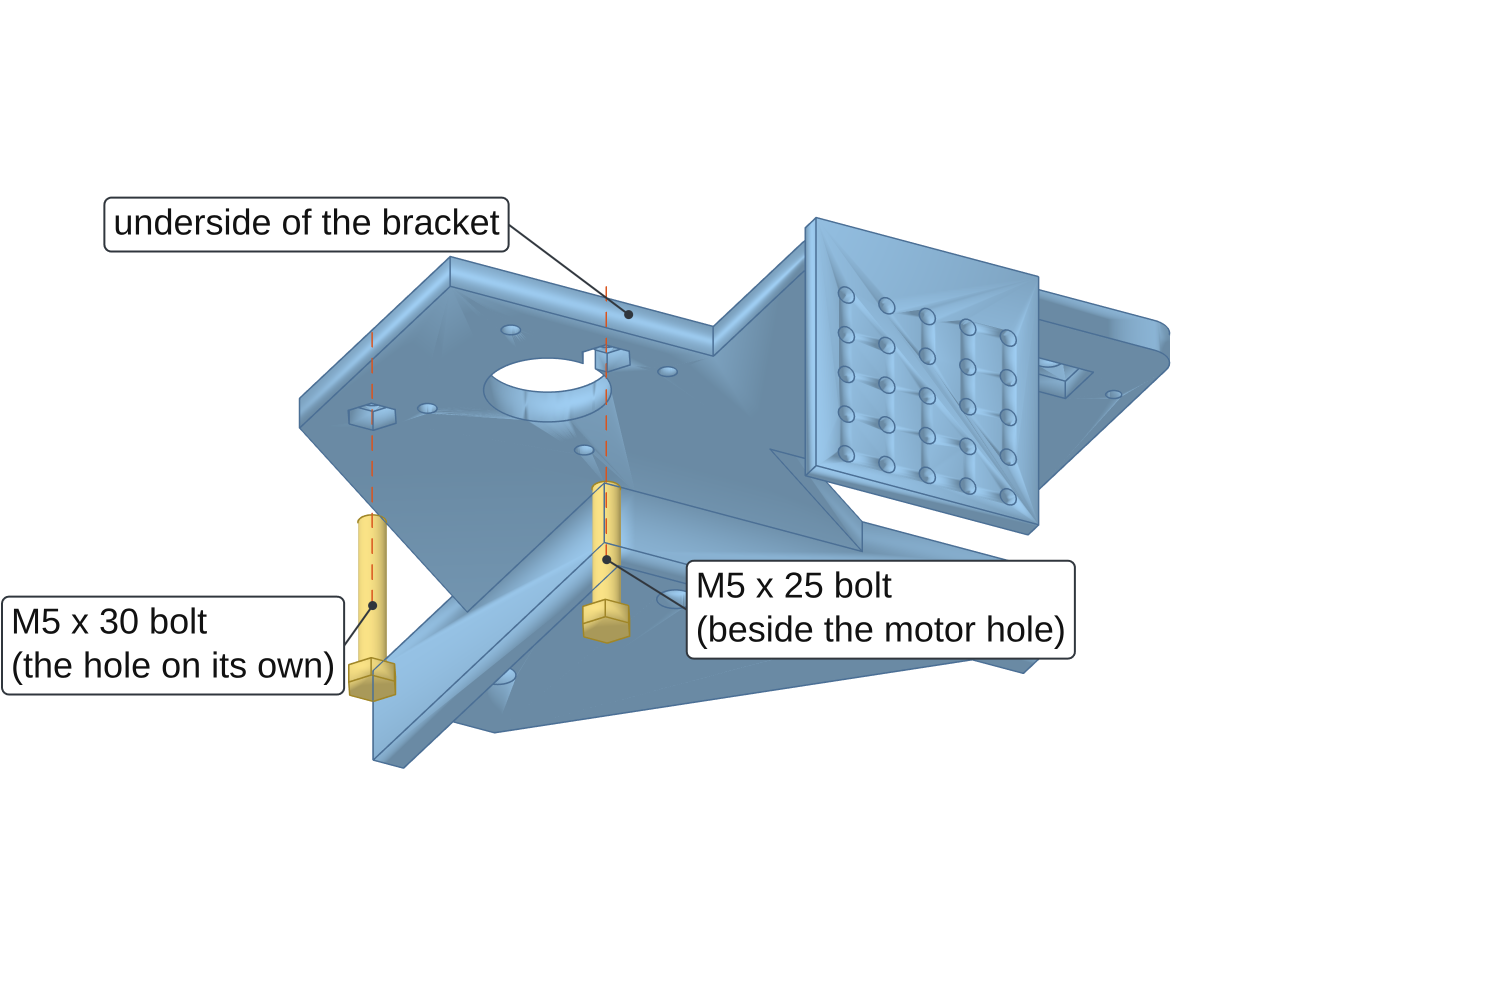 underside of the bracket
M5 x 25 bolt
(beside the motor hole)
M5 x 30 bolt
(the hole on its own)